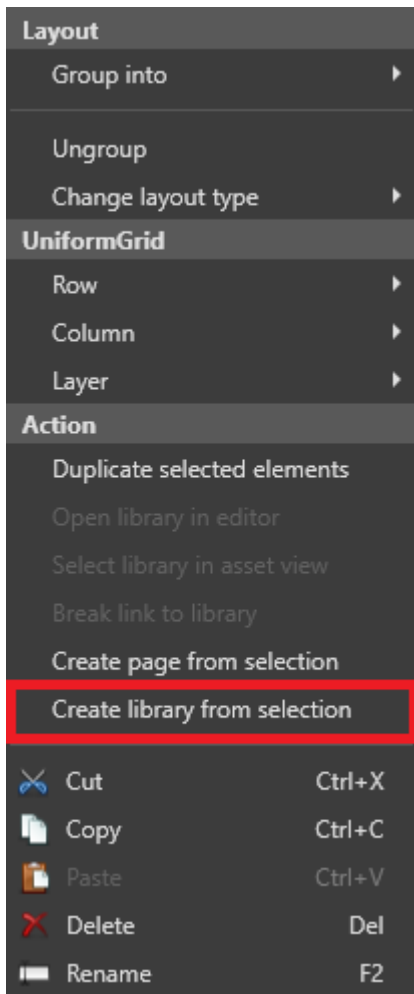 Layout
Group into
Ungroup
Change layout type
UniformGrid
Row
Column
Layer
Action
Duplicate selected elements
Open library in editor
Select library in asset view
Break link to library
Create page from selection
Create library from selection
Cut Ctrl+X
Copy Ctrl+C
Paste Ctrl+V
Delete Del
Rename F2